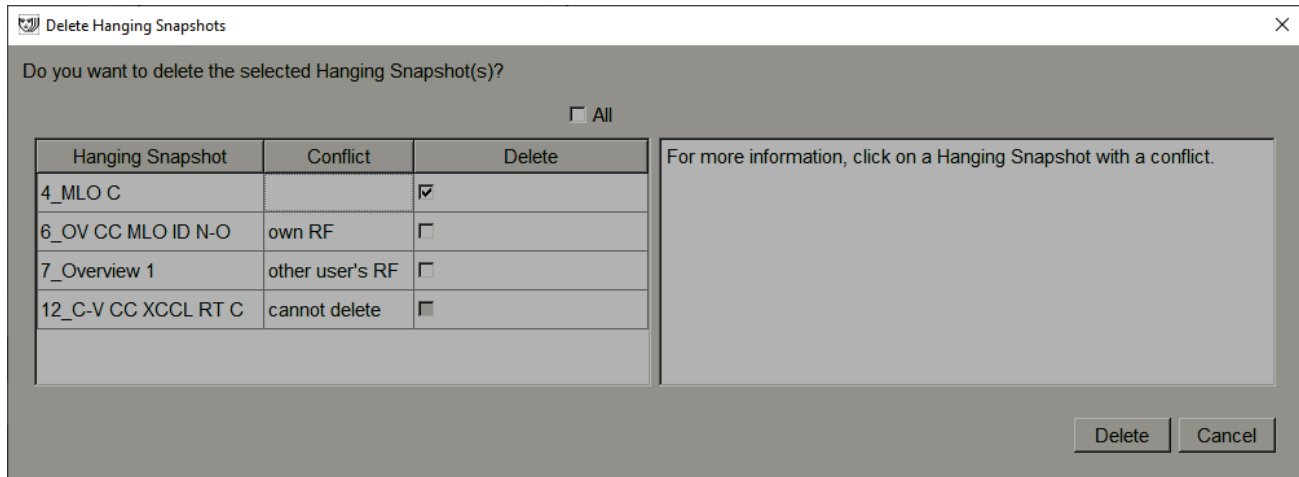 Delete Hanging Snapshots
Do you want to delete the selected Hanging Snapshot(s)?
All
Hanging Snapshot Conflict Delete
4_MLO C
6_OV CC MLO ID N-O own RF
7_Overview 1 other user's RF
12_C-V CC XCCL RT C cannot delete
For more information, click on a Hanging Snapshot with a conflict.
Delete Cancel